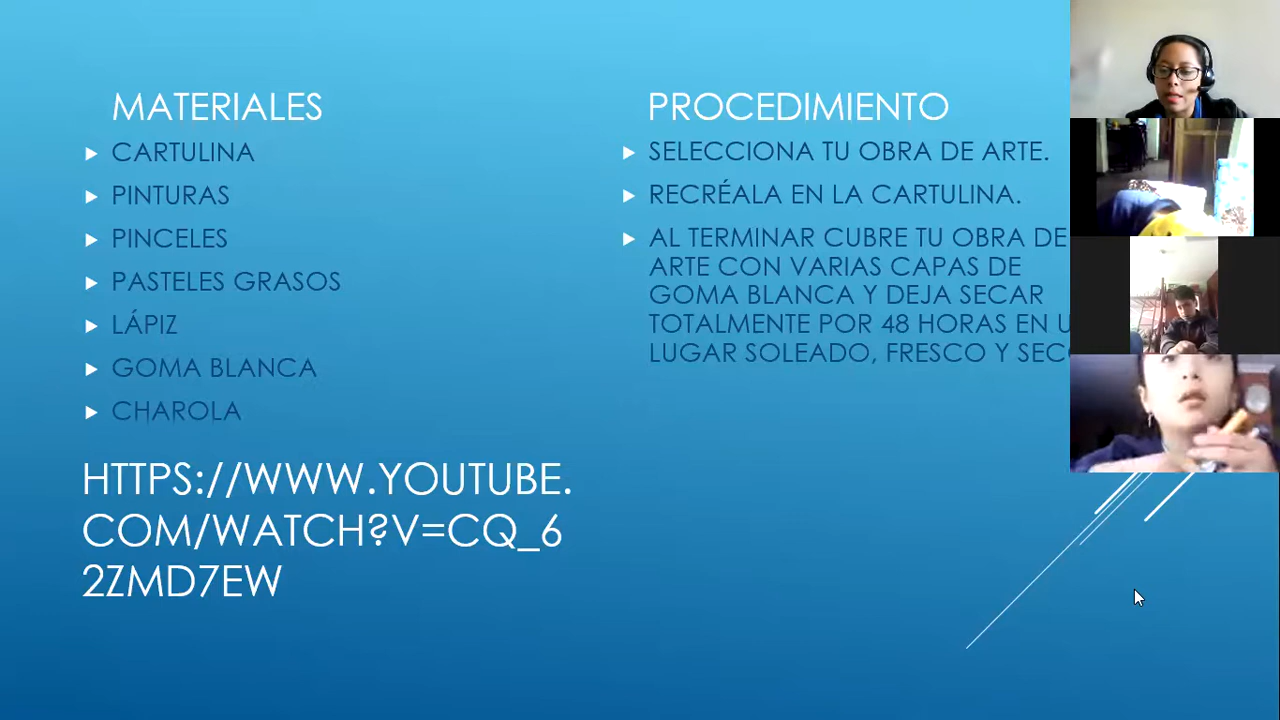 MATERIALES
CARTULINA
PINTURAS
PINCELES
PASTELES GRASOS
LÁPIZ
GOMA BLANCA
CHAROLA
HTTPS://WWW.YOUTUBE.
COM/WATCH?V=CQ_6
2ZMD7EW
PROCEDIMIENTO
SELECCIONA TU OBRA DE ARTE.
RECRÉALA EN LA CARTULINA.
AL TERMINAR CUBRE TU OBRA DE
ARTE CON VARIAS CAPAS DE
GOMA BLANCA Y DEJA SECAR
TOTALMENTE POR 48 HORAS EN
LUGAR SOLEADO, FRESCO Y